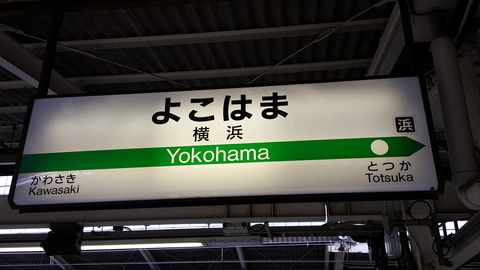 よこはま
横浜
浜
Yokohama
かわさき
Kawasaki
とつか
Totsuka